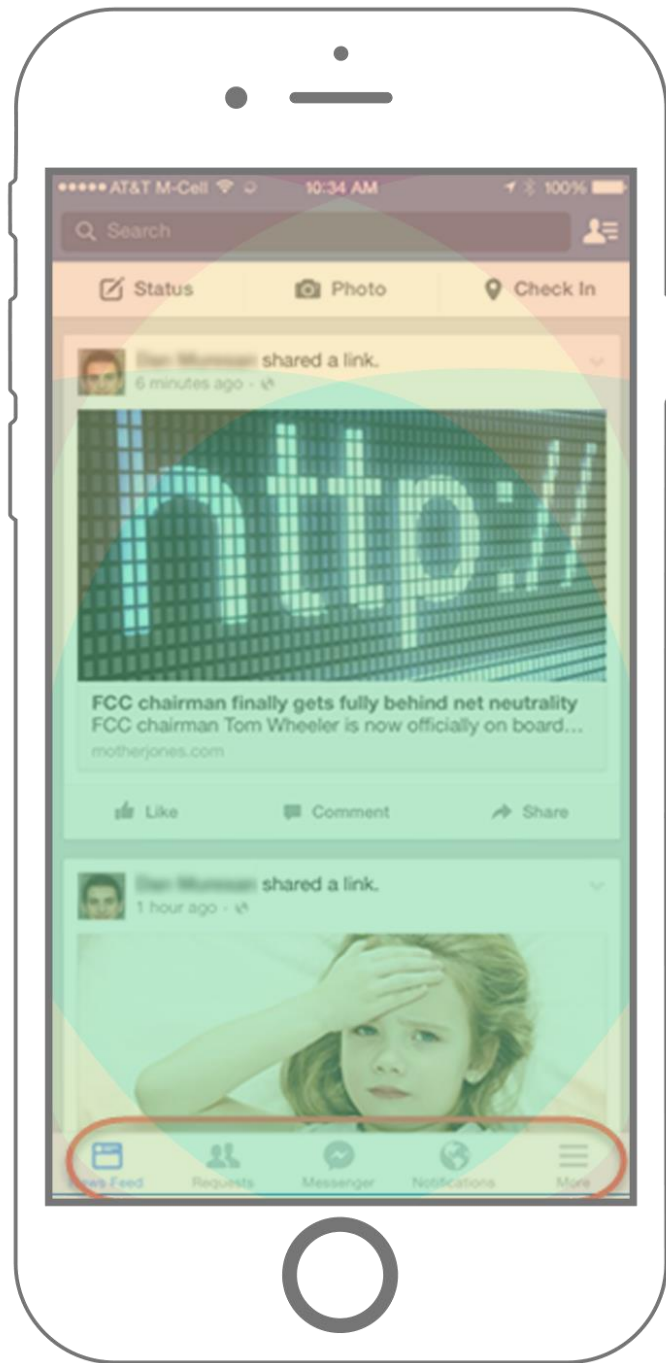 AT&T M-Cell 10:34 AM 100%
Search
Status Photo Check In
shared a link.
6 minutes ago
http://
FCC chairman finally gets fully behind net neutrality
FCC chairman Tom Wheeler is now officially on board...
motherjones.com
Like Comment Share
shared a link.
1 hour ago
News Feed Requests Messenger Notifications More